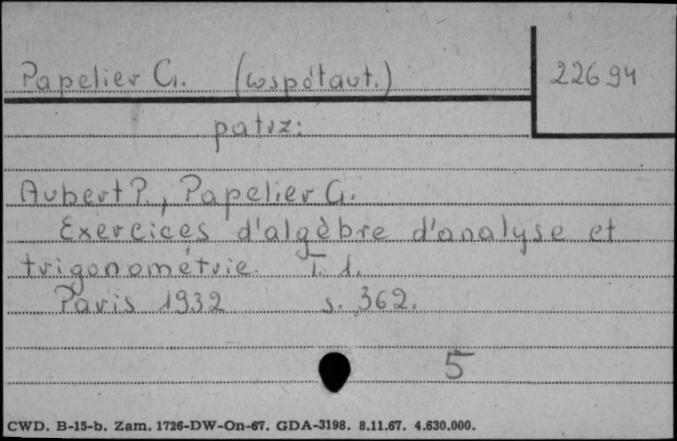 Papelier G. (współaut.) 22694
patrz:
Aubert P., Papelier G.
Exercices d'algèbre d'analyse et
trigonométrie. T. 1.
Paris 1932 s. 362.
5
CWD. B-15-b. Zam. 1726-DW-On-67. GDA-3198. 8.11.67. 4.630.000.